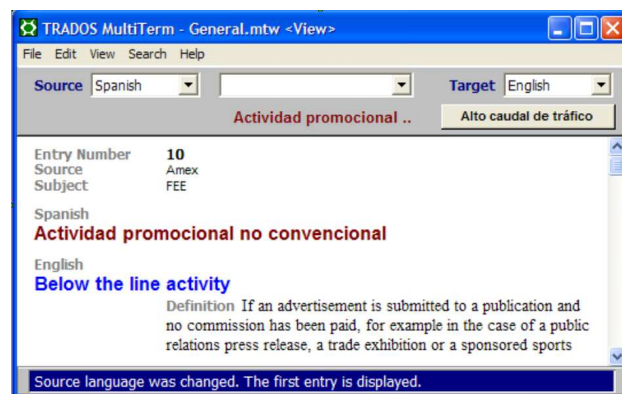 TRADOS MultiTerm - General.mtw <View>
File Edit View Search Help
Source Spanish Target English
Actividad promocional .. Alto caudal de tráfico
Entry Number 10
Source Amex
Subject FEE
Spanish
Actividad promocional no convencional
English
Below the line activity
Definition If an advertisement is submitted to a publication and
no commission has been paid, for example in the case of a public
relations press release, a trade exhibition or a sponsored sports
Source language was changed. The first entry is displayed.